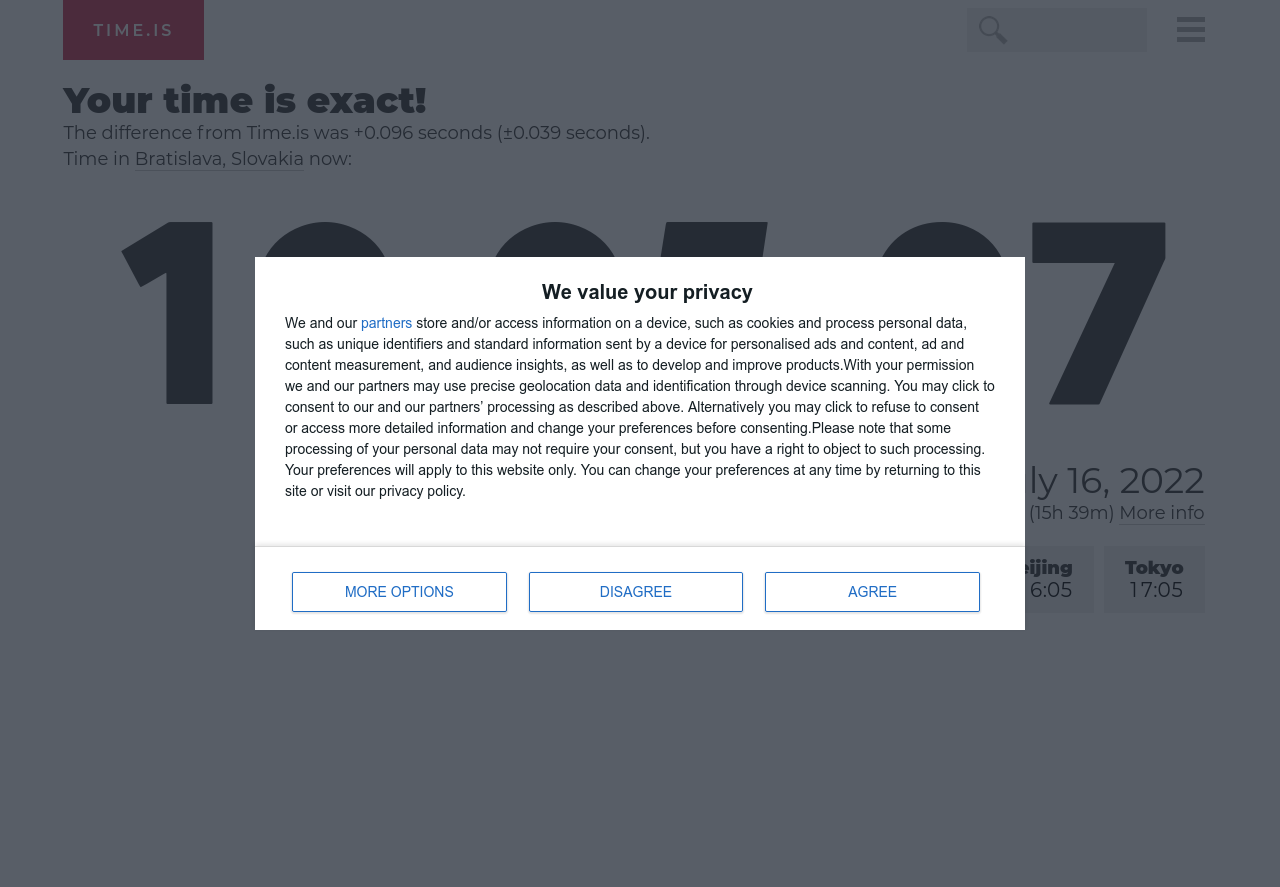 TIME.IS
Your time is exact!
The difference from Time.is was +0.096 seconds (±0.039 seconds).
Time in Bratislava, Slovakia now:
We value your privacy
We and our partners store and/or access information on a device, such as cookies and process personal data,
such as unique identifiers and standard information sent by a device for personalised ads and content, ad and
content measurement, and audience insights, as well as to develop and improve products.With your permission
we and our partners may use precise geolocation data and identification through device scanning. You may click to
consent to our and our partners’ processing as described above. Alternatively you may click to refuse to consent
or access more detailed information and change your preferences before consenting.Please note that some
processing of your personal data may not require your consent, but you have a right to object to such processing.
Your preferences will apply to this website only. You can change your preferences at any time by returning to this
site or visit our privacy policy.
16, 2022
(15h 39m) More info
Tokyo
17:05
MORE OPTIONS
DISAGREE
AGREE